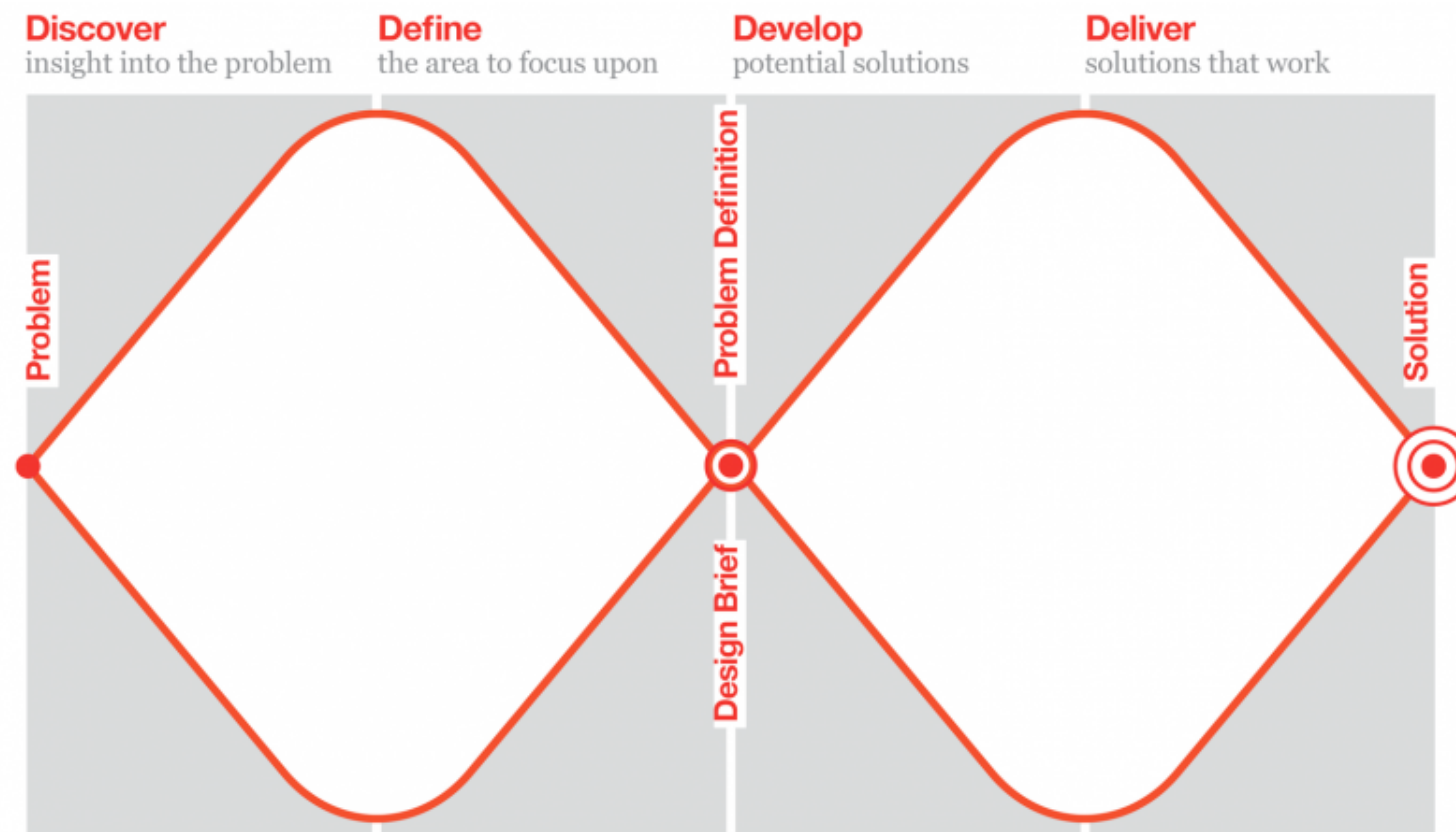 Discover
insight into the problem
Define
the area to focus upon
Develop
potential solutions
Deliver
solutions that work
Problem
Problem Definition
Design Brief
Solution